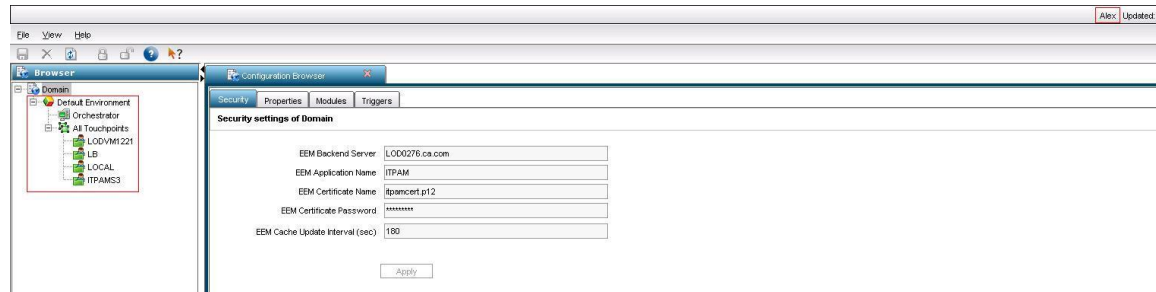 Alex Updated:
File View Help
Browser
Configuration Browser
Domain
Default Environment
Orchestrator
All Touchpoints
LODVM1221
LB
LOCAL
ITPAMS3
Security Properties Modules Triggers
Security settings of Domain
EEM Backend Server LOD0276.ca.com
EEM Application Name ITPAM
EEM Certificate Name itpamcert.p12
EEM Certificate Password *********
EEM Cache Update Interval (sec) 180
Apply